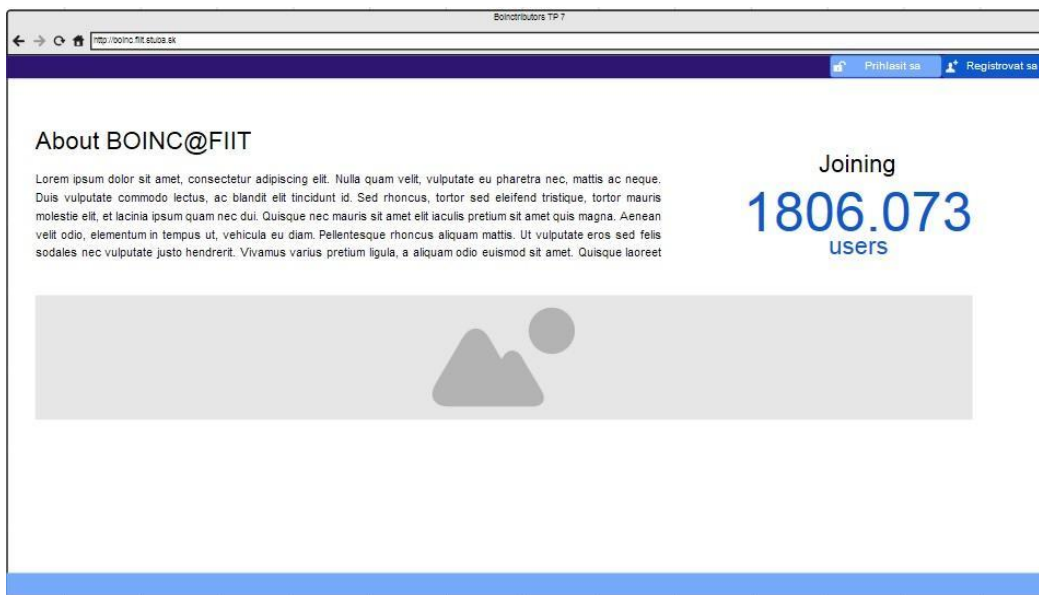 Boinctributors TP 7
http://boinc.fiit.stuba.sk
Prihlasit sa
Registrovat sa
About BOINC@FIIT
Lorem ipsum dolor sit amet, consectetur adipiscing elit. Nulla quam velit, vulputate eu pharetra nec, mattis ac neque.
Duis vulputate commodo lectus, ac blandit elit tincidunt id. Sed rhoncus, tortor sed eleifend tristique, tortor mauris
molestie elit, et lacinia ipsum quam nec dui. Quisque nec mauris sit amet elit iaculis pretium sit amet quis magna. Aenean
velit odio, elementum in tempus ut, vehicula eu diam. Pellentesque rhoncus aliquam mattis. Ut vulputate eros sed felis
sodales nec vulputate justo hendrerit. Vivamus varius pretium ligula, a aliquam odio euismod sit amet. Quisque laoreet
Joining
1806.073
users